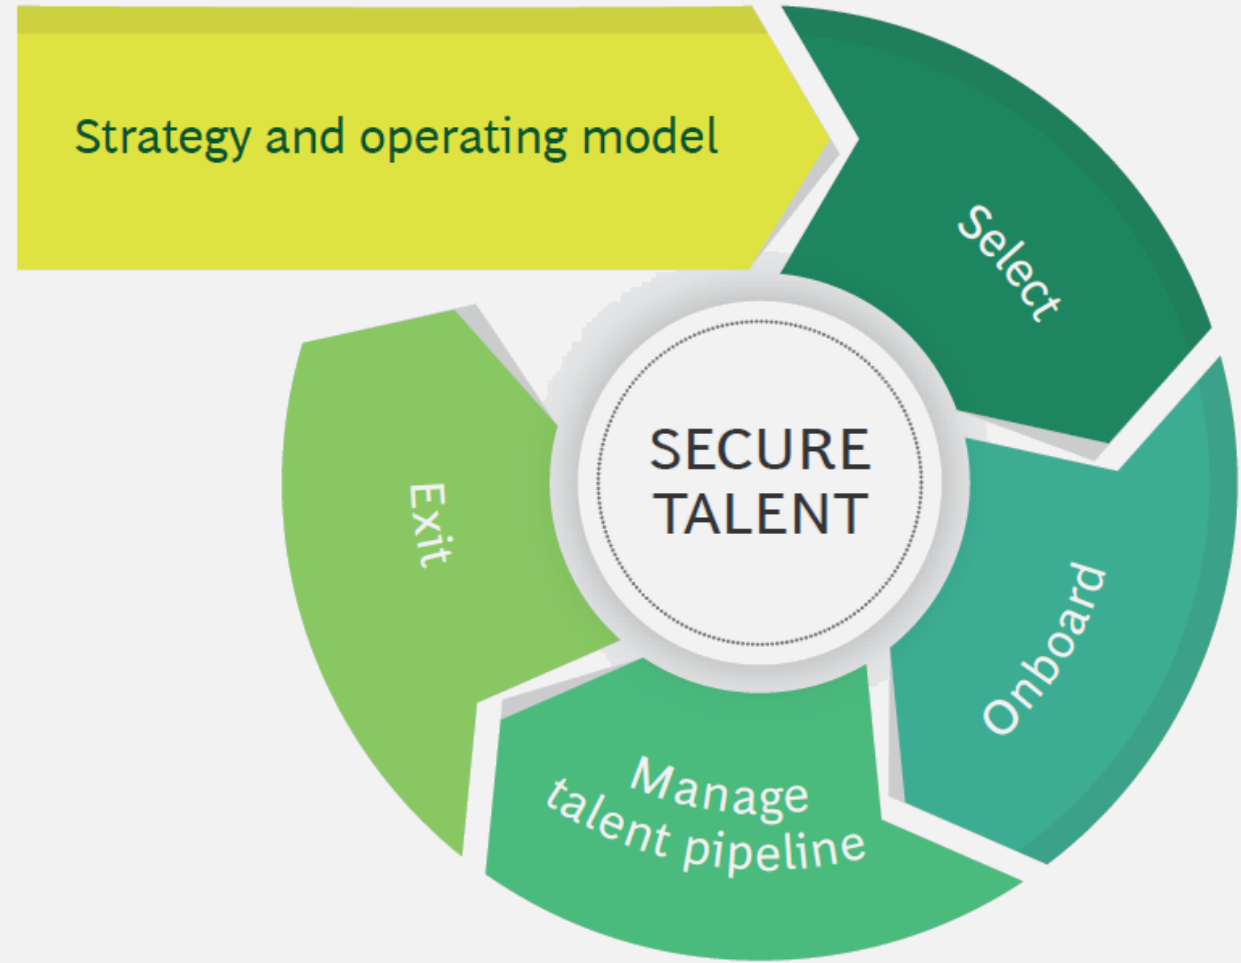 Strategy and operating model
Select
SECURE
TALENT
Exit
Onboard
Manage
talent pipeline